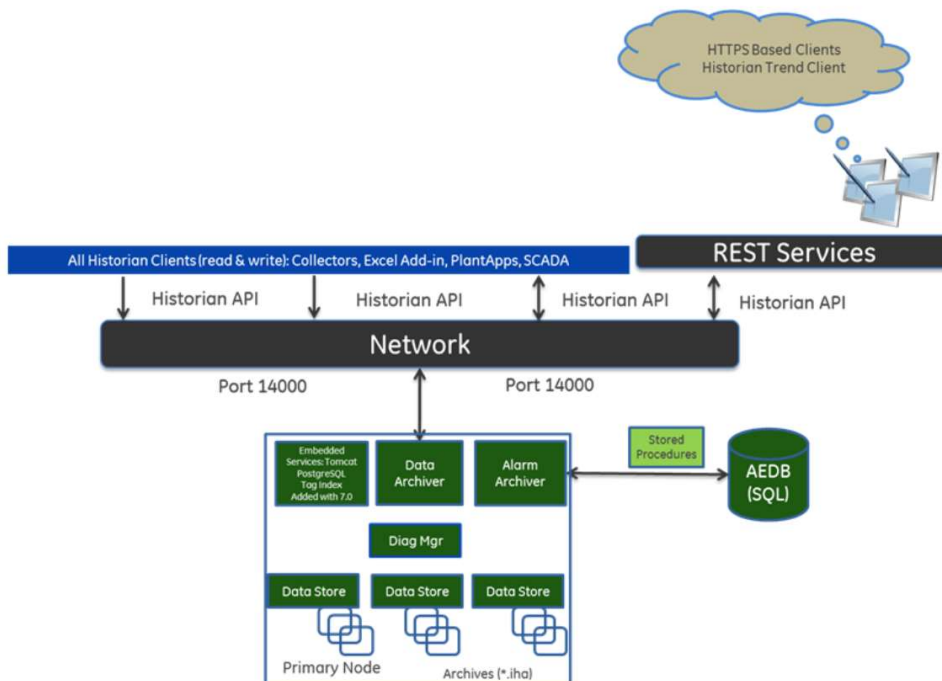 HTTPS Based Clients
Historian Trend Client
REST Services
All Historian Clients (read & write): Collectors, Excel Add-in, PlantApps, SCADA
Historian API
Historian API
Historian API
Historian API
Network
Port 14000
Port 14000
Embedded
Services: Tomcat
PostgreSQL
Tag Index
Added with 7.0
Data
Archiver
Alarm
Archiver
Stored
Procedures
AEDB
(SQL)
Diag Mgr
Data Store
Data Store
Data Store
Primary Node
Archives (*.iha)